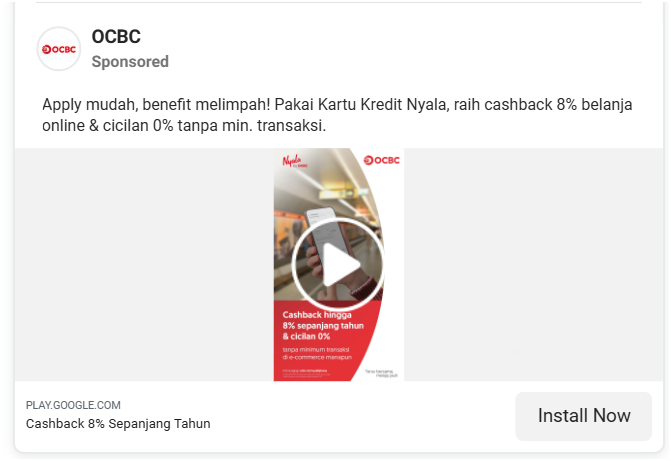 OCBC
OCBC
Sponsored
Apply mudah, benefit melimpah! Pakai Kartu Kredit Nyala, raih cashback 8% belanja
online & cicilan 0% tanpa min. transaksi.
Nyala
OCBC
Cashback hingga
8% sepanjang tahun
& cicilan 0%
tanpa minimum transaksi
di e-commerce manapun
PLAY.GOOGLE.COM
Cashback 8% Sepanjang Tahun
Install Now